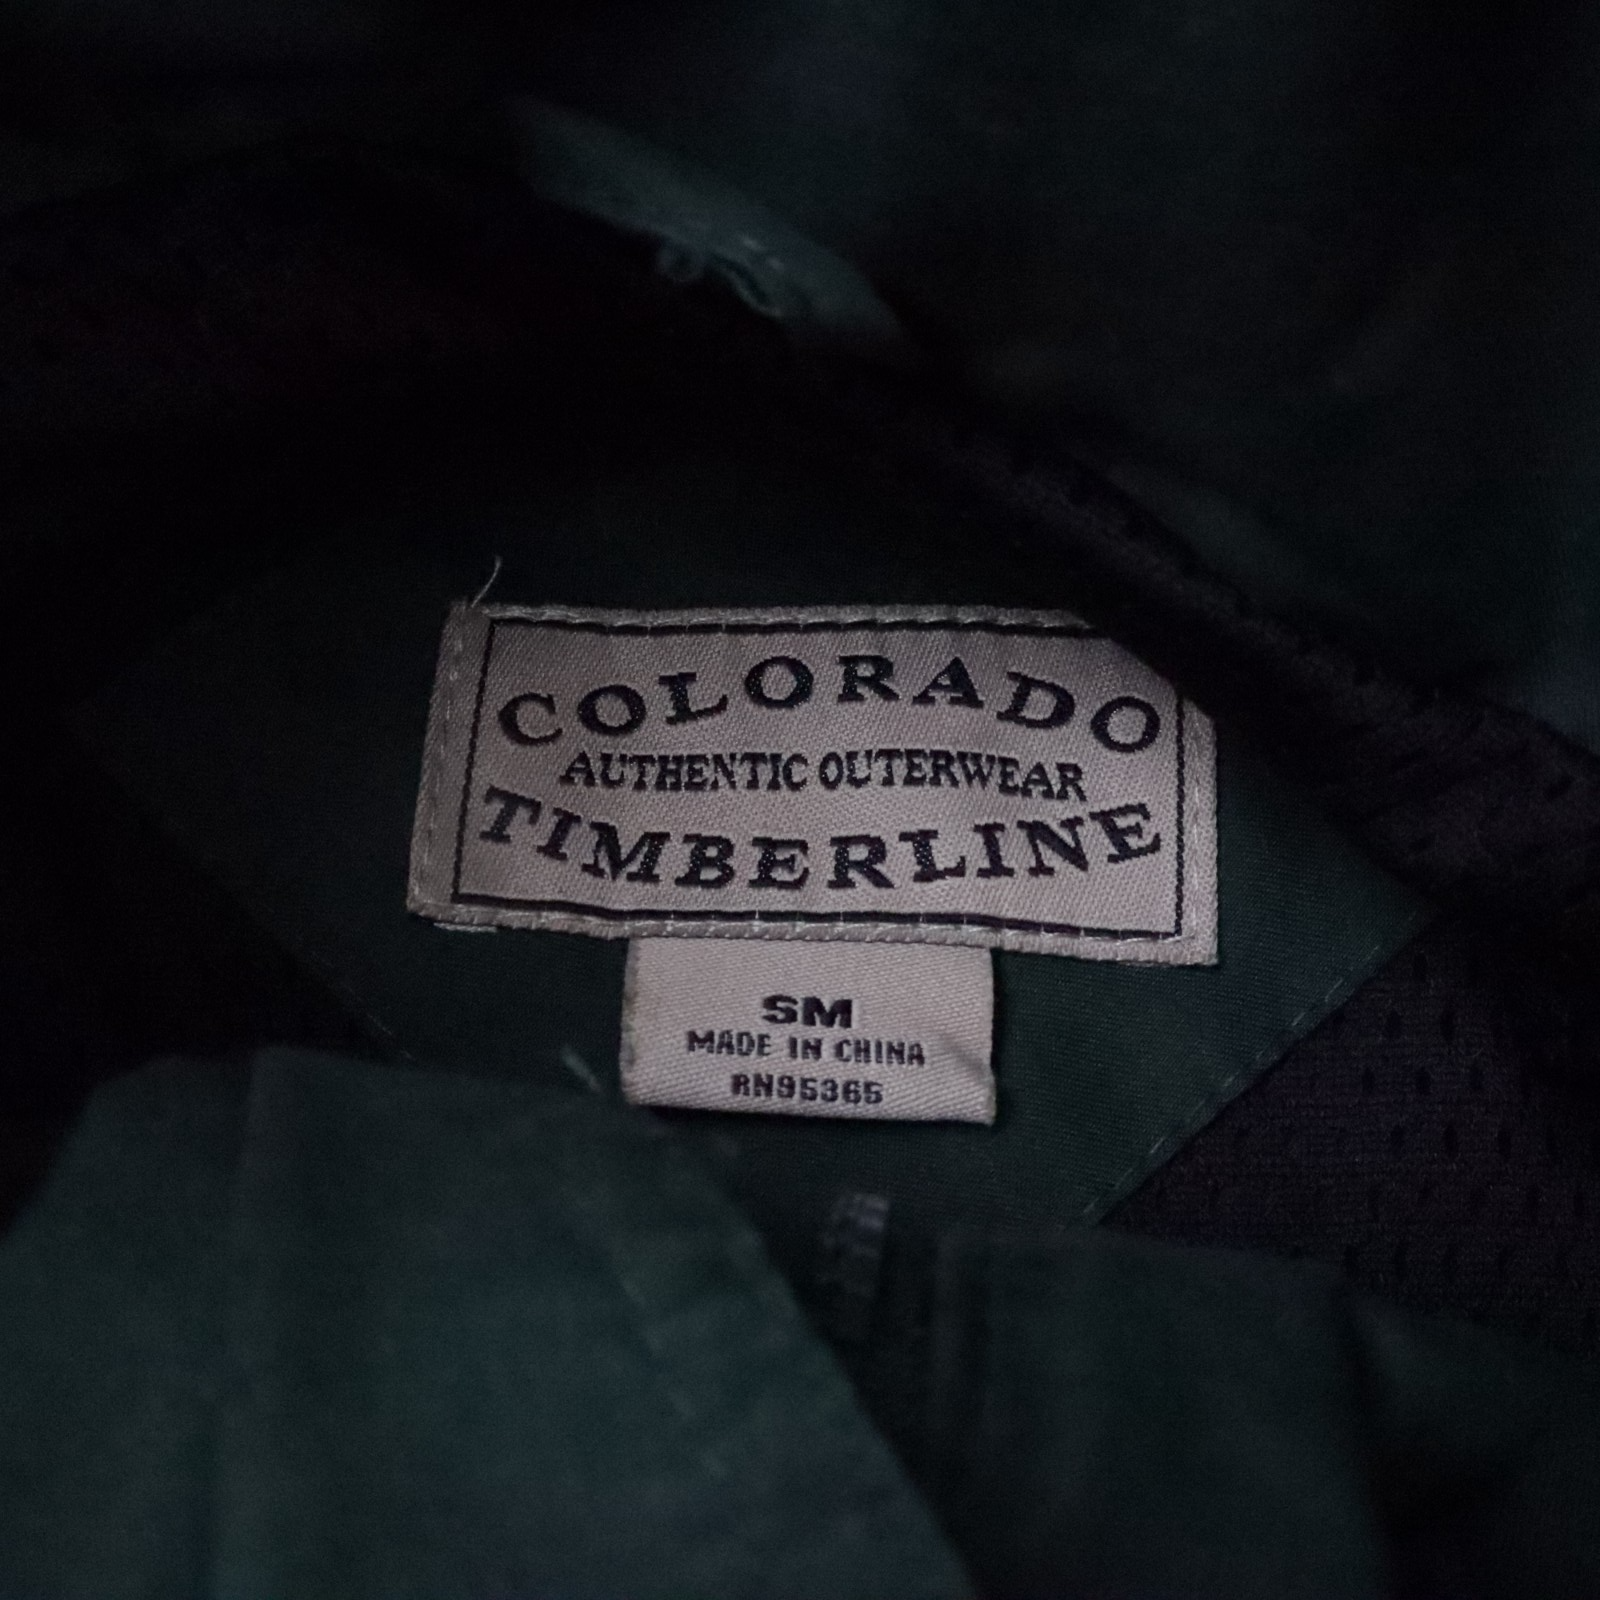 COLORADO
AUTHENTIC OUTERWEAR
TIMBERLINE
SM
MADE IN CHINA
RN95365